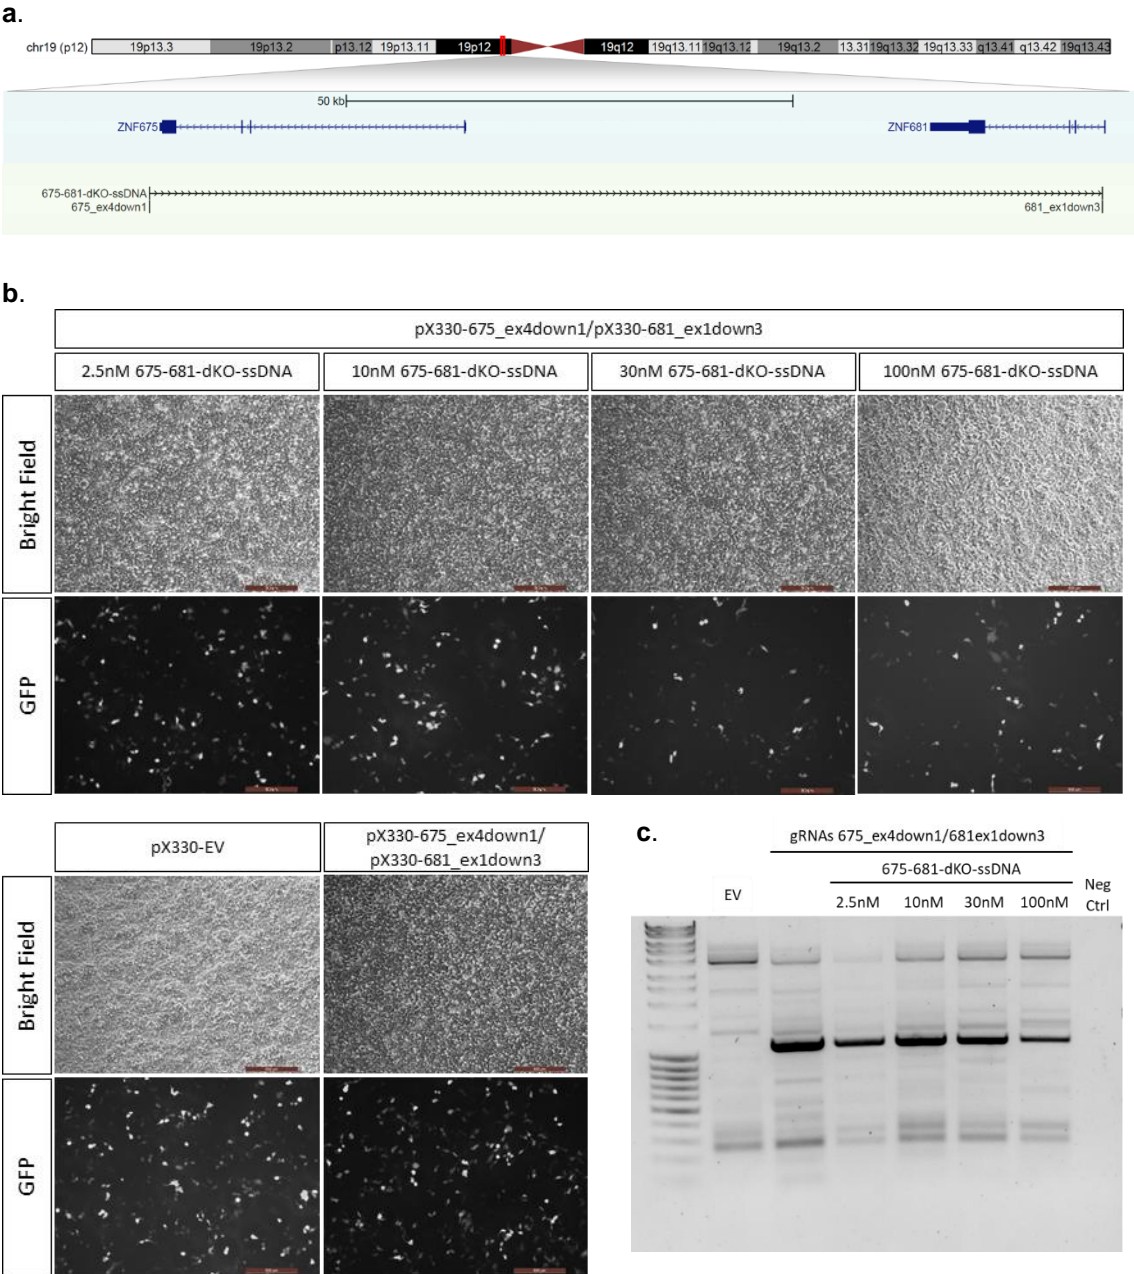 a.
chr19 (p12)
19p13.3
19p13.2
p13.12
19p13.11
19p12
19q12
19q13.11
19q13.12
19q13.2
13.31
19q13.32
19q13.33
q13.41
q13.42
19q13.43
50 kb
ZNF675
ZNF681
675-681-dKO-ssDNA
675_ex4down1
681_ex1down3
b.
pX330-675_ex4down1/pX330-681_ex1down3
2.5nM 675-681-dKO-ssDNA
10nM 675-681-dKO-ssDNA
30nM 675-681-dKO-ssDNA
100nM 675-681-dKO-ssDNA
Bright Field
GFP
pX330-EV
pX330-675_ex4down1/
pX330-681_ex1down3
Bright Field
GFP
c.
gRNAs 675_ex4down1/681ex1down3
675-681-dKO-ssDNA
EV
2.5nM
10nM
30nM
100nM
Neg
Ctrl